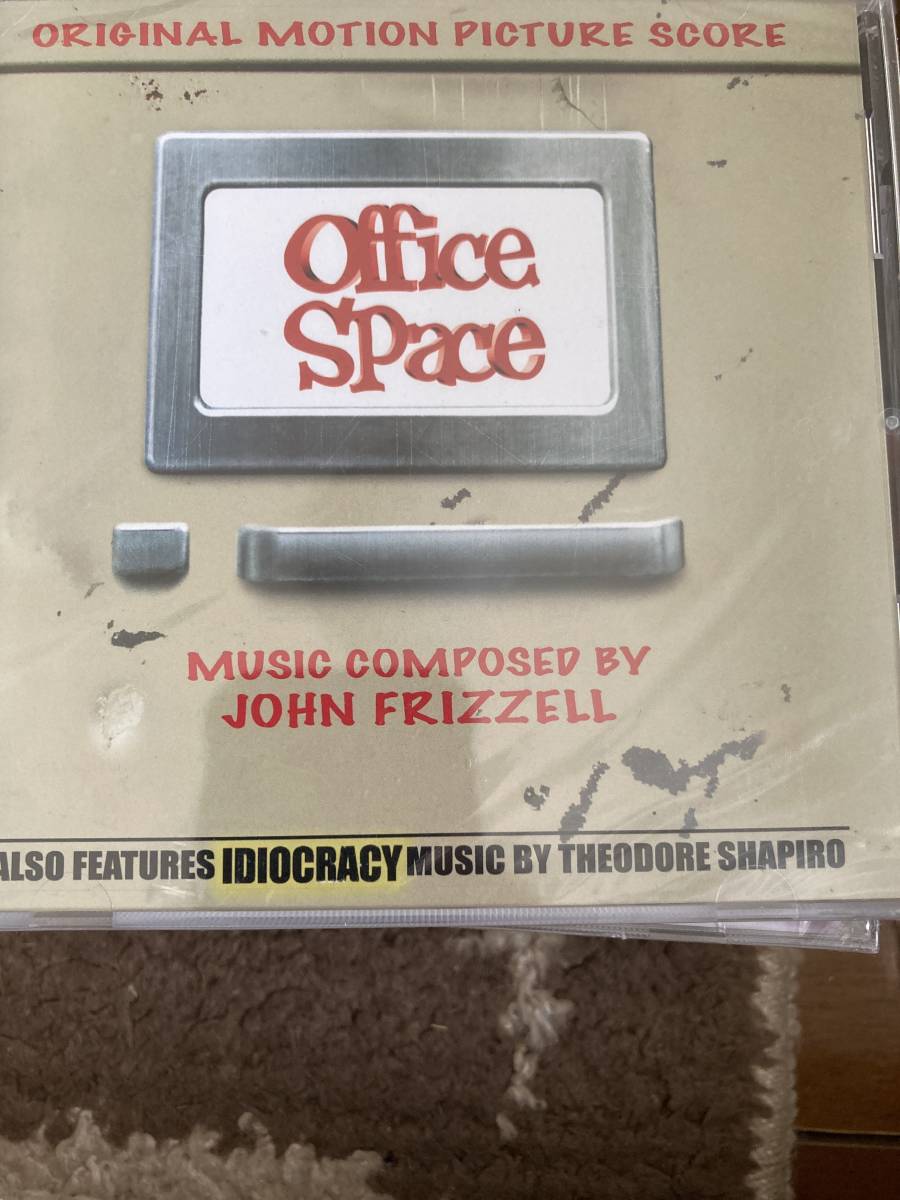 ORIGINAL MOTION PICTURE SCORE
Office
Space
MUSIC COMPOSED BY
JOHN FRIZZELL
ALSO FEATURES IDIOCRACY MUSIC BY THEODORE SHAPIRO